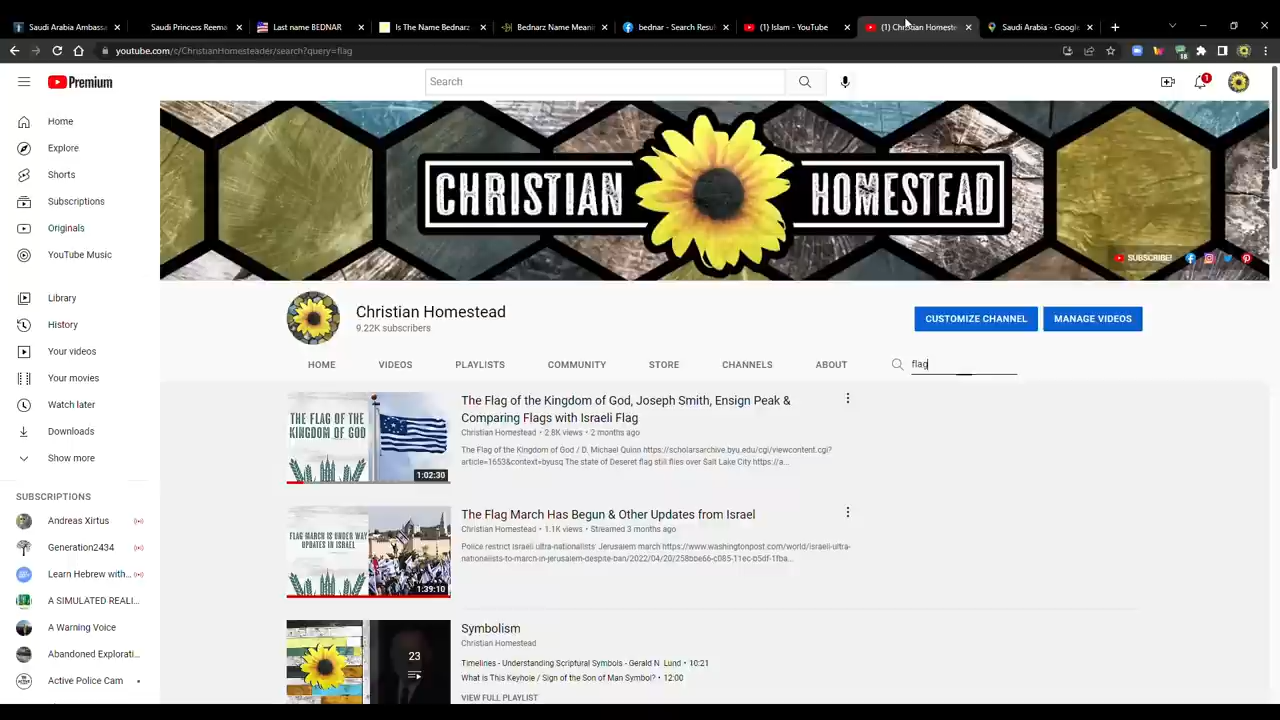 Saudi Arabia Ambass
Saudi Princess Reema
Last name BEDNAR
Is The Name Bednarz
Bednarz Name Meani
bednar - Search Resul
(1) Islam - YouTube
(1) Christian Homeste
Saudi Arabia - Google
youtube.com/c/ChristianHomesteader/search?query=flag
18
Premium
Search
1
Home
Explore
Shorts
Subscriptions
Originals
YouTube Music
Library
History
Your videos
Your movies
Watch later
Downloads
Show more
SUBSCRIPTIONS
Andreas Xirtus
Generation2434
Learn Hebrew with...
A SIMULATED REALI...
A Warning Voice
Abandoned Explorati...
Active Police Cam
CHRISTIAN HOMESTEAD
SUBSCRIBE!
Christian Homestead
9.22K subscribers
CUSTOMIZE CHANNEL
MANAGE VIDEOS
HOME
VIDEOS
PLAYLISTS
COMMUNITY
STORE
CHANNELS
ABOUT
flag
THE FLAG OF THE
KINGDOM OF GOD
1:02:30
The Flag of the Kingdom of God, Joseph Smith, Ensign Peak &
Comparing Flags with Israeli Flag
Christian Homestead • 2.8K views • 2 months ago
The Flag of the Kingdom of God / D. Michael Quinn https://scholarsarchive.byu.edu/cgi/viewcontent.cgi?
article=1653&context=byusq The state of Deseret flag still flies over Salt Lake City https://a...
FLAG MARCH IS UNDER WAY
UPDATES IN ISRAEL
1:39:10
The Flag March Has Begun & Other Updates from Israel
Christian Homestead • 1.1K views • Streamed 3 months ago
Police restrict Israeli ultra-nationalists' Jerusalem march https://www.washingtonpost.com/world/israeli-ultra-
nationalists-to-march-in-jerusalem-despite-ban/2022/04/20/258bbe66-c085-11ec-b5df-1fba...
23
Symbolism
Christian Homestead
Timelines - Understanding Scriptural Symbols - Gerald N Lund • 10:21
What is This Keyhole / Sign of the Son of Man Symbol? • 12:00
VIEW FULL PLAYLIST